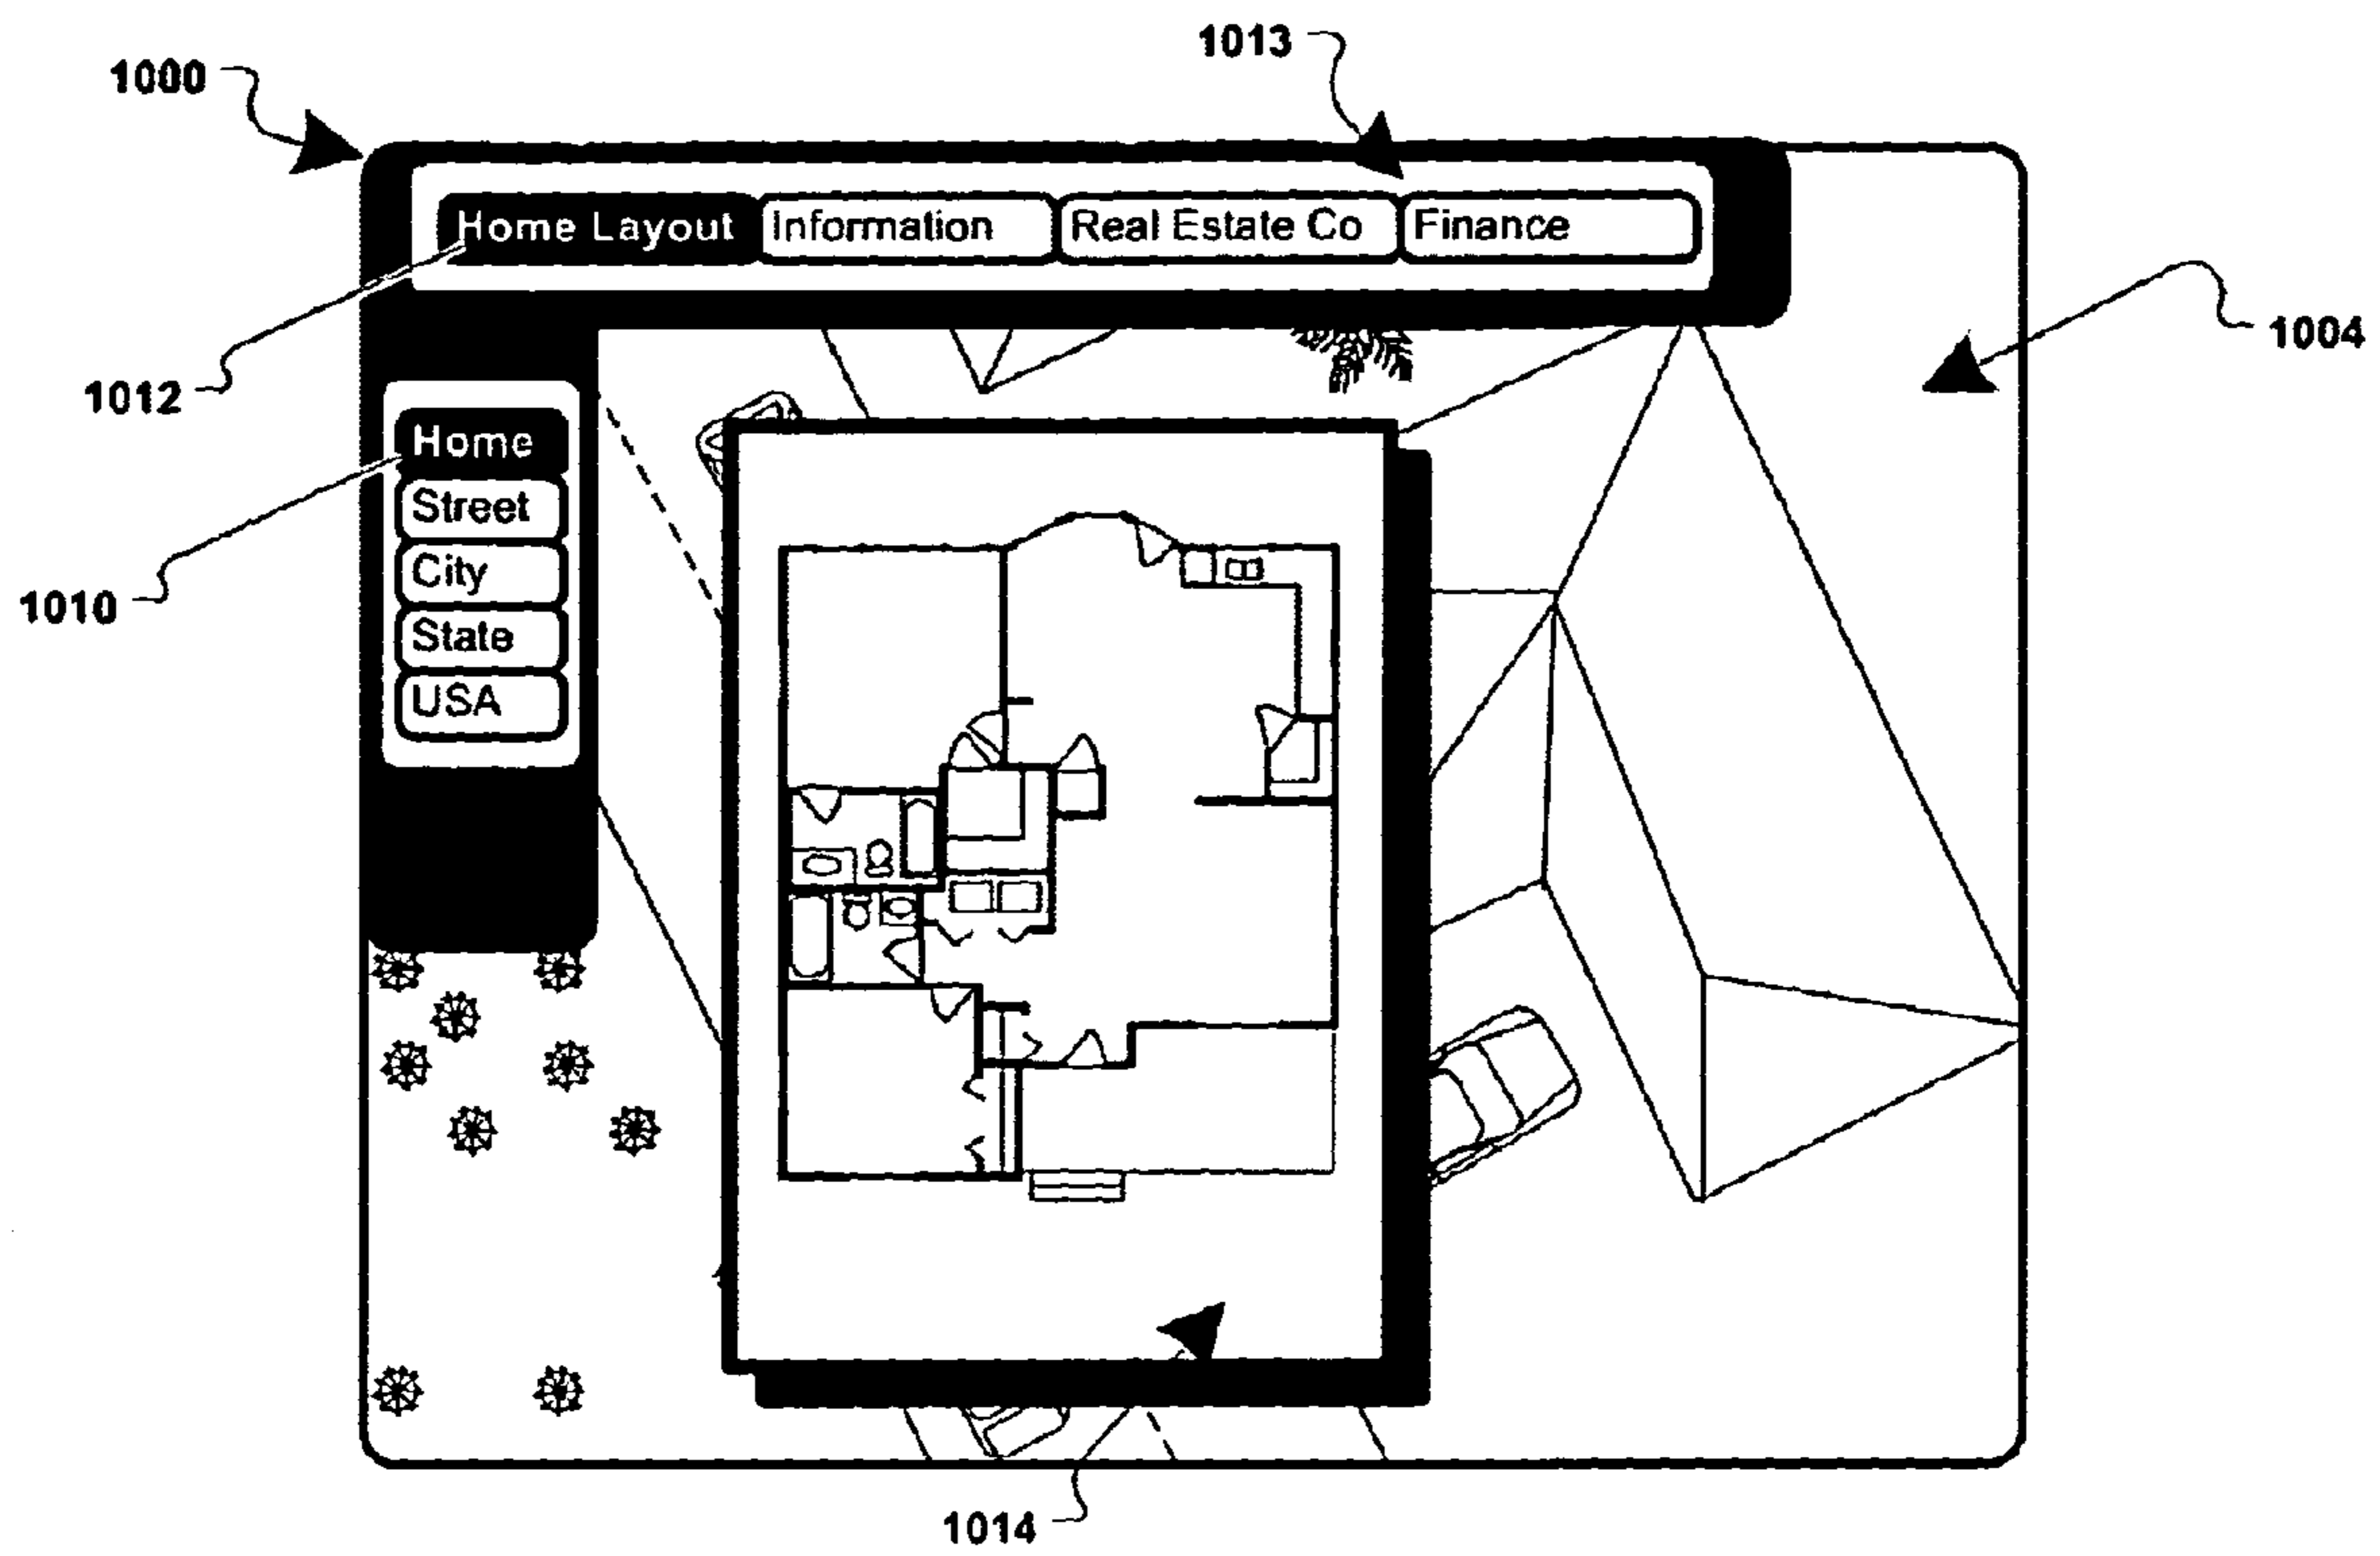 1013
1000
Home Layout Information Real Estate Co Finance
1004
1012
Home
Street
City
State
USA
1010
1014